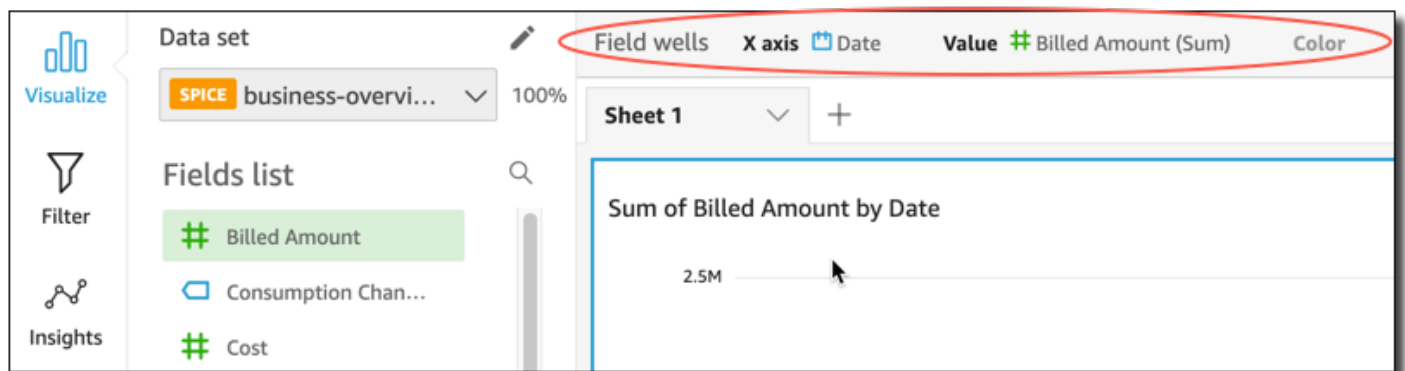 Visualize
Filter
Insights
Data set
SPICE business-overvi... 100%
Fields list
Billed Amount
Consumption Chan...
Cost
Field wells X axis Date Value Billed Amount (Sum) Color
Sheet 1
Sum of Billed Amount by Date
2.5M